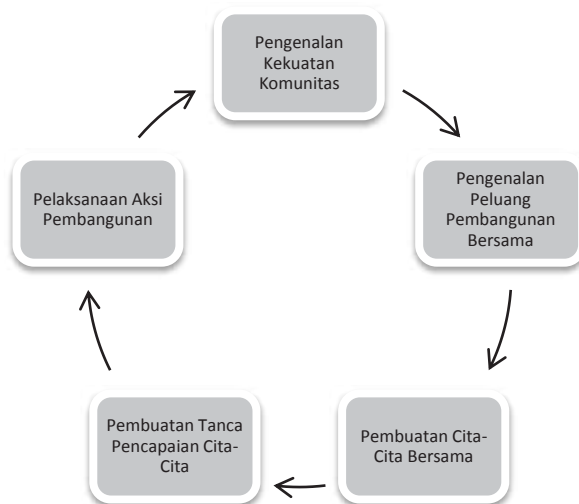 Pengenalan
Kekuatan
Komunitas
Pengenalan
Peluang
Pembangunan
Bersama
Pembuatan Cita-
Cita Bersama
Pembuatan Tanca
Pencapaian Cita-
Cita
Pelaksanaan Aksi
Pembangunan